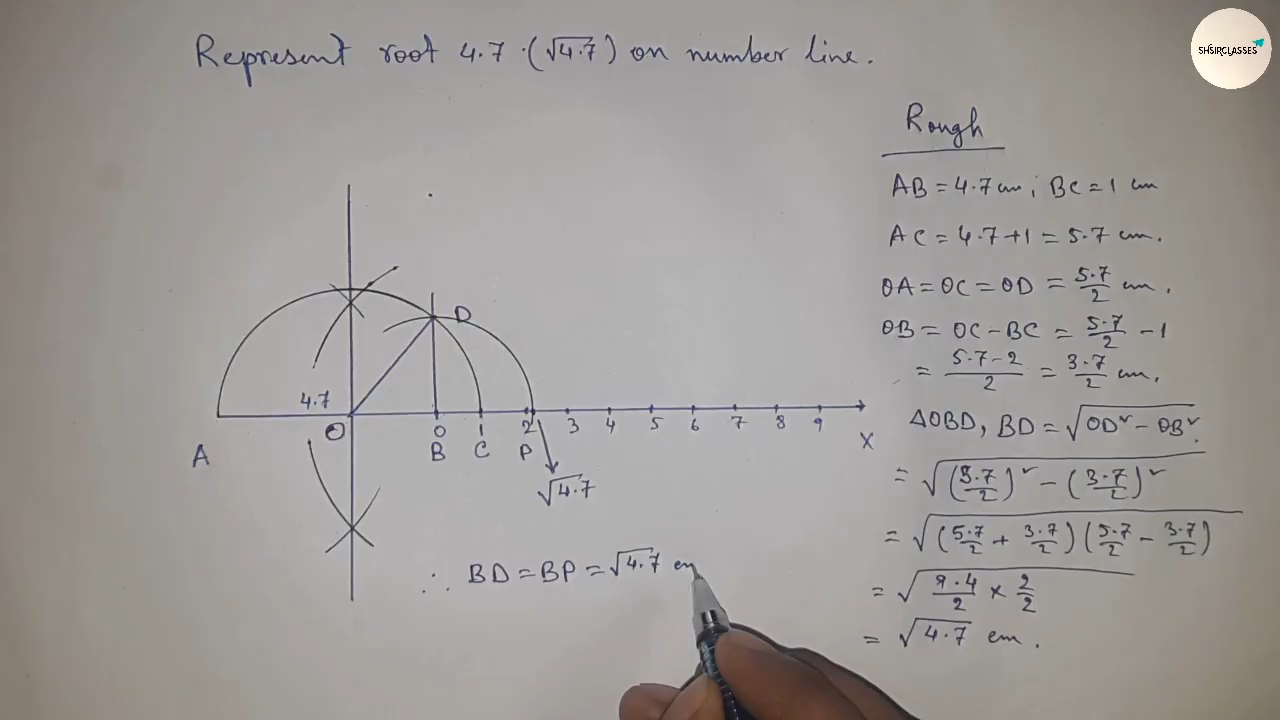 Represent root 4.7 . (√4.7) on number line.
SHSIRCLASSES
Rough
AB = 4.7 cm ; BC = 1 cm
AC = 4.7 + 1 = 5.7 cm.
OA = OC = OD = 5.7/2 cm.
OB = OC - BC = 5.7/2 - 1
= 5.7-2/2 = 3.7/2 cm.
△OBD, BD = √OD² - OB².
= √(5.7/2)² - (3.7/2)²
= √(5.7/2 + 3.7/2)(5.7/2 - 3.7/2)
= √9.4/2 × 2/2
= √4.7 cm.
D
4.7
O
0 1 2 3 4 5 6 7 8 9
A B C P X
√4.7
∴ BD = BP = √4.7 cm